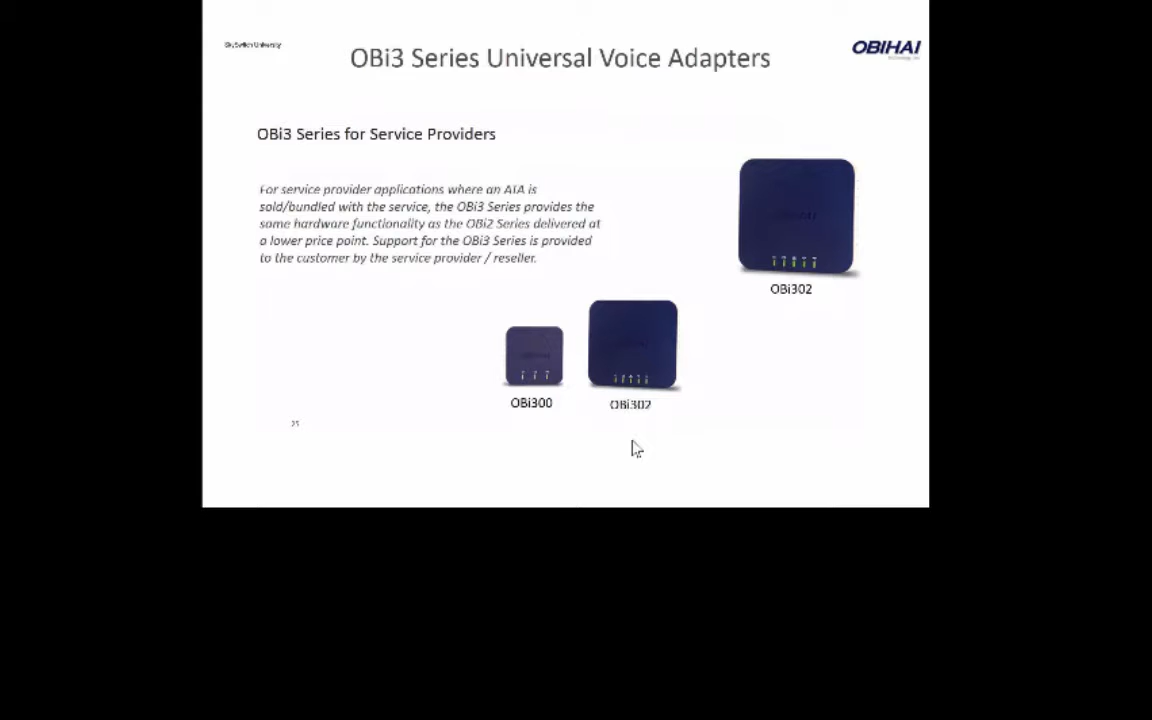 SkySwitch University
OBi3 Series Universal Voice Adapters
OBIHAI
OBi3 Series for Service Providers
For service provider applications where an ATA is
sold/bundled with the service, the OBi3 Series provides the
same hardware functionality as the OBi2 Series delivered at
a lower price point. Support for the OBi3 Series is provided
to the customer by the service provider / reseller.
OBi302
OBi300
OBi302
25